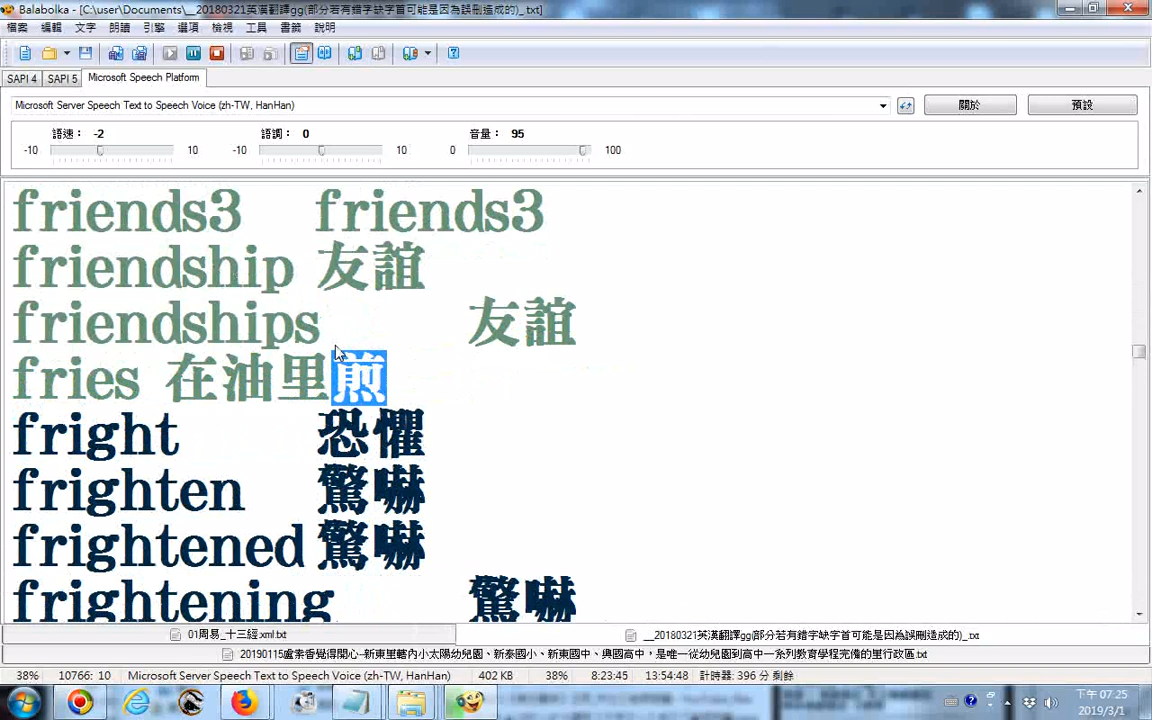 Balabolka - [C:\user\Documents\__20180321英漢翻譯gg(部分若有錯字缺字首可能是因為誤刪造成的)_.txt]
檔案 編輯 文字 朗讀 引擎 選項 檢視 工具 書籤 說明
SAPI 4 SAPI 5 Microsoft Speech Platform
Microsoft Server Speech Text to Speech Voice (zh-TW, HanHan) 關於 預設
語速： -2 語調： 0 音量： 95
-10 10 -10 10 0 100
friends3 friends3
friendship 友誼
friendships 友誼
fries 在油里煎
fright 恐懼
frighten 驚嚇
frightened 驚嚇
frightening 驚嚇
01周易_十三經.xml.txt __20180321英漢翻譯gg(部分若有錯字缺字首可能是因為誤刪造成的)_.txt
20190115盧素香覺得開心--新東里轄內小太陽幼兒園、新泰國小、新東國中、興國高中，是唯一從幼兒園到高中一系列教育學程完備的里行政區.txt
38% 10766: 10 Microsoft Server Speech Text to Speech Voice (zh-TW, HanHan) 402 KB 38% 8:23:45 13:54:48 計時器: 396 分 剩餘
下午 07:25
2019/3/1